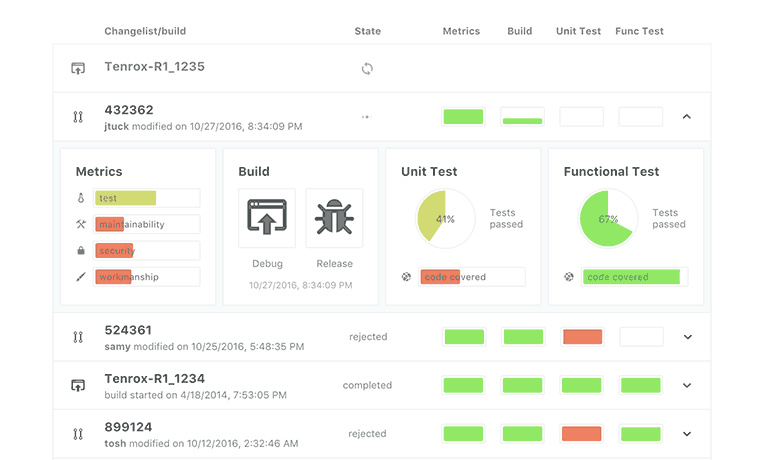 Changelist/build State Metrics Build Unit Test Func Test
Tenrox-R1_1235
432362
jtuck modified on 10/27/2016, 8:34:09 PM
Metrics
test
maintainability
security
workmanship
Build
Debug Release
10/27/2016, 8:34:09 PM
Unit Test
41%
Tests
passed
code covered
Functional Test
67%
Tests
passed
code covered
524361
samy modified on 10/25/2016, 5:48:35 PM
rejected
Tenrox-R1_1234
build started on 4/18/2014, 7:53:05 PM
completed
899124
tosh modified on 10/12/2016, 2:32:46 AM
rejected